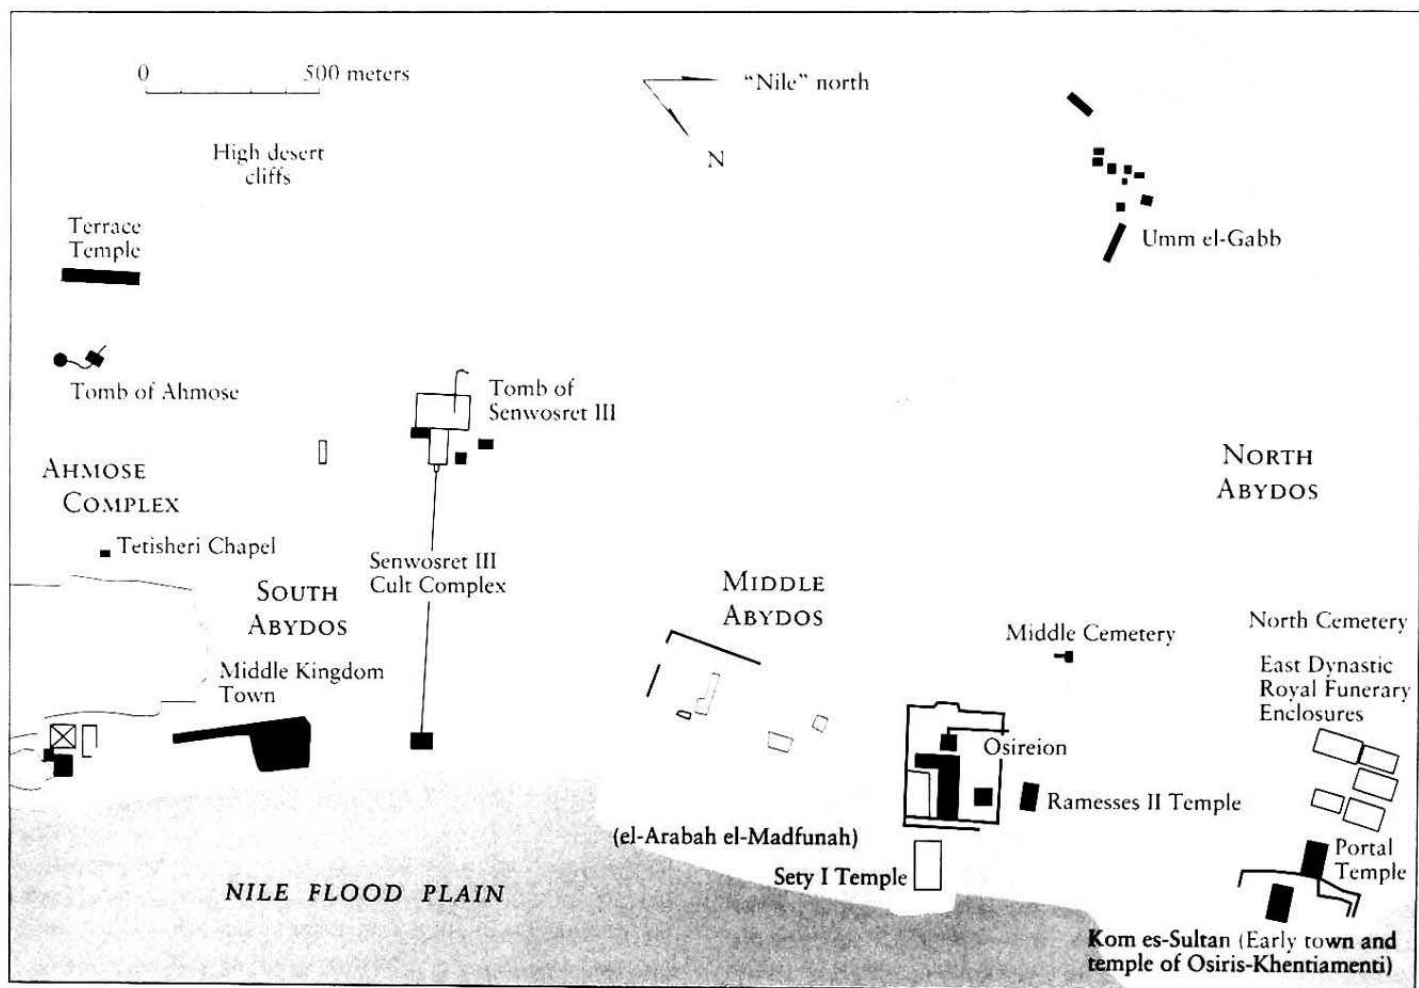 0 500 meters
"Nile" north
N
High desert
cliffs
Terrace
Temple
Umm el-Gabb
Tomb of Ahmose
Tomb of
Senwosret III
AHMOSE
COMPLEX
NORTH
ABYDOS
Tetisheri Chapel
Senwosret III
Cult Complex
SOUTH
ABYDOS
MIDDLE
ABYDOS
Middle Cemetery
North Cemetery
Middle Kingdom
Town
East Dynastic
Royal Funerary
Enclosures
Osireion
Ramesses II Temple
(el-Arabah el-Madfunah)
Sety I Temple
Portal
Temple
NILE FLOOD PLAIN
Kom es-Sultan (Early town and
temple of Osiris-Khentiamenti)